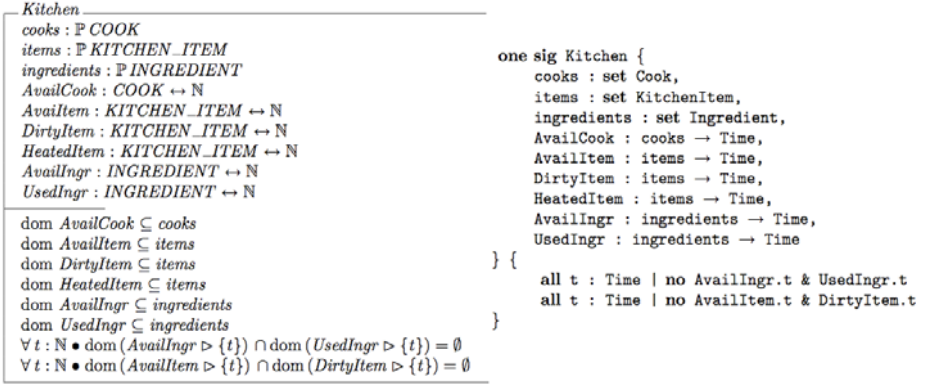 Kitchen
cooks : ℙ COOK
items : ℙ KITCHEN_ITEM
ingredients : ℙ INGREDIENT
AvailCook : COOK ↔ ℕ
AvaiItem : KITCHEN_ITEM ↔ ℕ
DirtyItem : KITCHEN_ITEM ↔ ℕ
HeatedItem : KITCHEN_ITEM ↔ ℕ
AvailIngr : INGREDIENT ↔ ℕ
UsedIngr : INGREDIENT ↔ ℕ
dom AvailCook ⊆ cooks
dom AvailItem ⊆ items
dom DirtyItem ⊆ items
dom HeatedItem ⊆ items
dom AvailIngr ⊆ ingredients
dom UsedIngr ⊆ ingredients
∀ t : ℕ • dom (AvailIngr ▷ {t}) ∩ dom (UsedIngr ▷ {t}) = ∅
∀ t : ℕ • dom (AvailItem ▷ {t}) ∩ dom (DirtyItem ▷ {t}) = ∅
one sig Kitchen {
cooks : set Cook,
items : set KitchenItem,
ingredients : set Ingredient,
AvailCook : cooks → Time,
AvailItem : items → Time,
DirtyItem : items → Time,
HeatedItem : items → Time,
AvailIngr : ingredients → Time,
UsedIngr : ingredients → Time
} {
all t : Time | no AvailIngr.t & UsedIngr.t
all t : Time | no AvailItem.t & DirtyItem.t
}